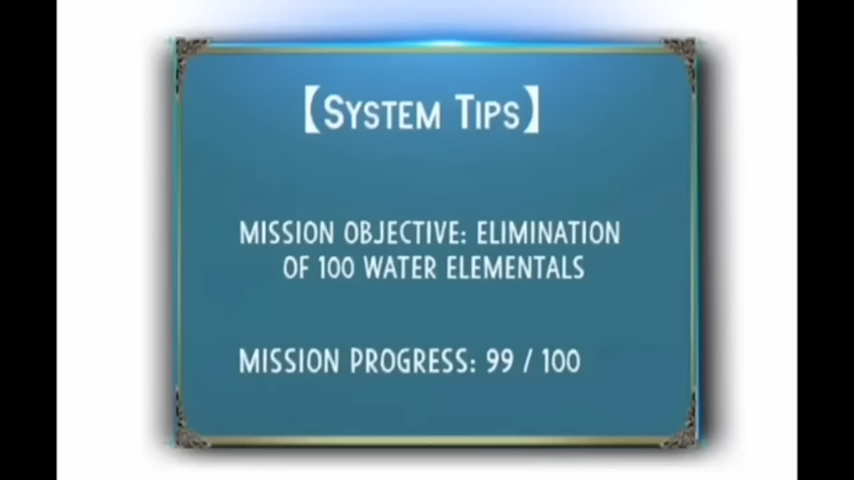 【SYSTEM TIPS】
MISSION OBJECTIVE: ELIMINATION
OF 100 WATER ELEMENTALS
MISSION PROGRESS: 99 / 100